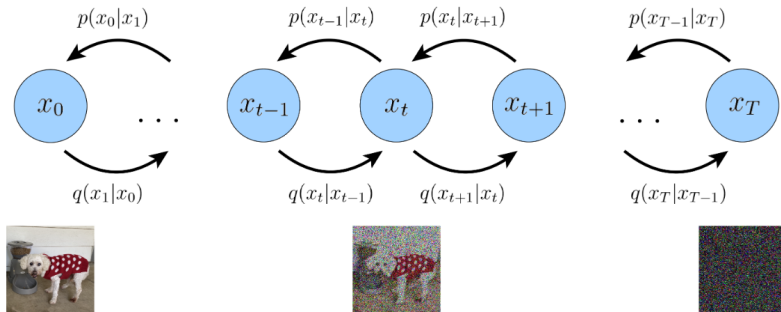 p(x_0|x_1) p(x_{t-1}|x_t) p(x_t|x_{t+1}) p(x_{T-1}|x_T)
x_0 . . . x_{t-1} x_t x_{t+1} . . . x_T
q(x_1|x_0) q(x_t|x_{t-1}) q(x_{t+1}|x_t) q(x_T|x_{T-1})